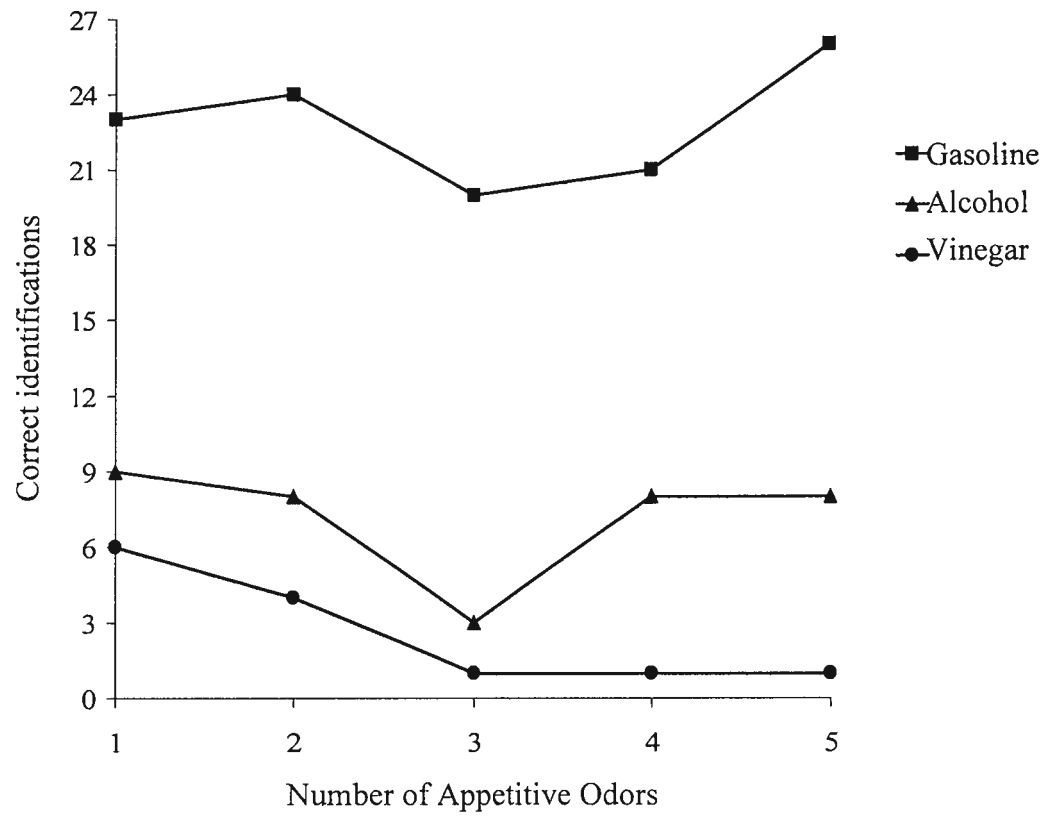 27
24
21
18
15
12
9
6
3
0
Correct identifications
1 2 3 4 5
Number of Appetitive Odors
Gasoline
Alcohol
Vinegar